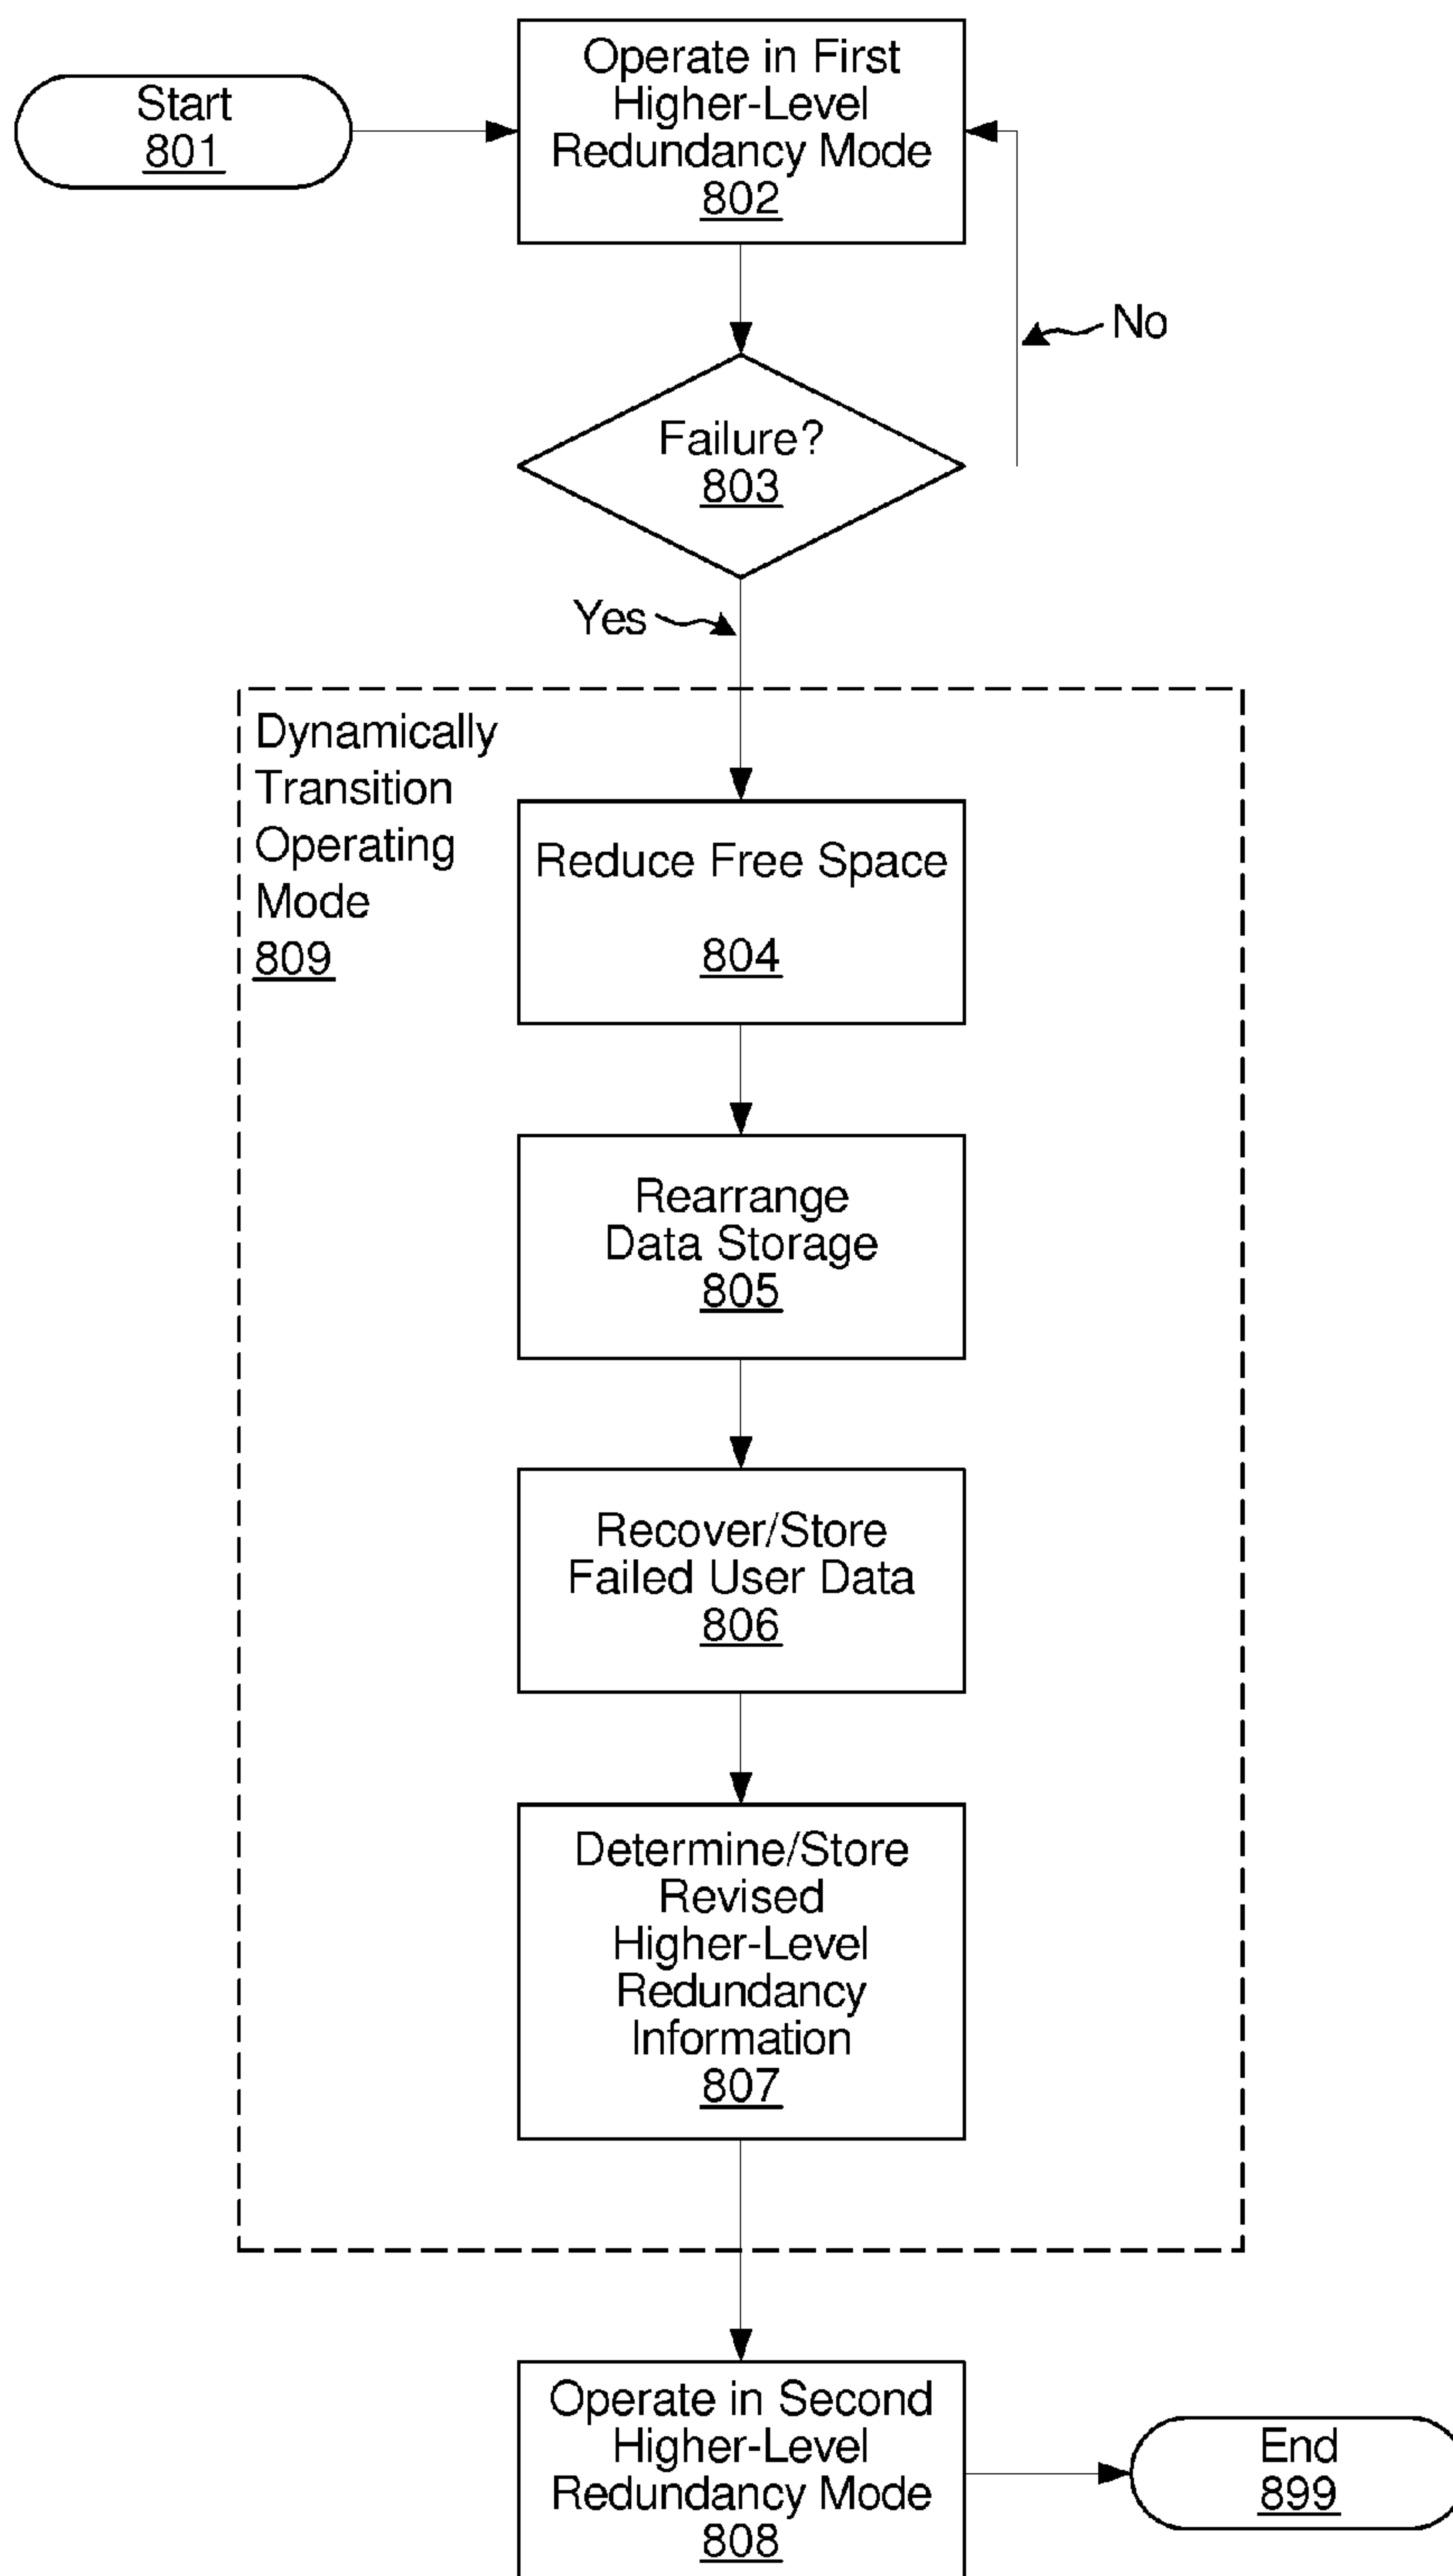 Start
801
Operate in First
Higher-Level
Redundancy Mode
802
No
Failure?
803
Yes
Dynamically
Transition
Operating
Mode
809
Reduce Free Space
804
Rearrange
Data Storage
805
Recover/Store
Failed User Data
806
Determine/Store
Revised
Higher-Level
Redundancy
Information
807
Operate in Second
Higher-Level
Redundancy Mode
808
End
899